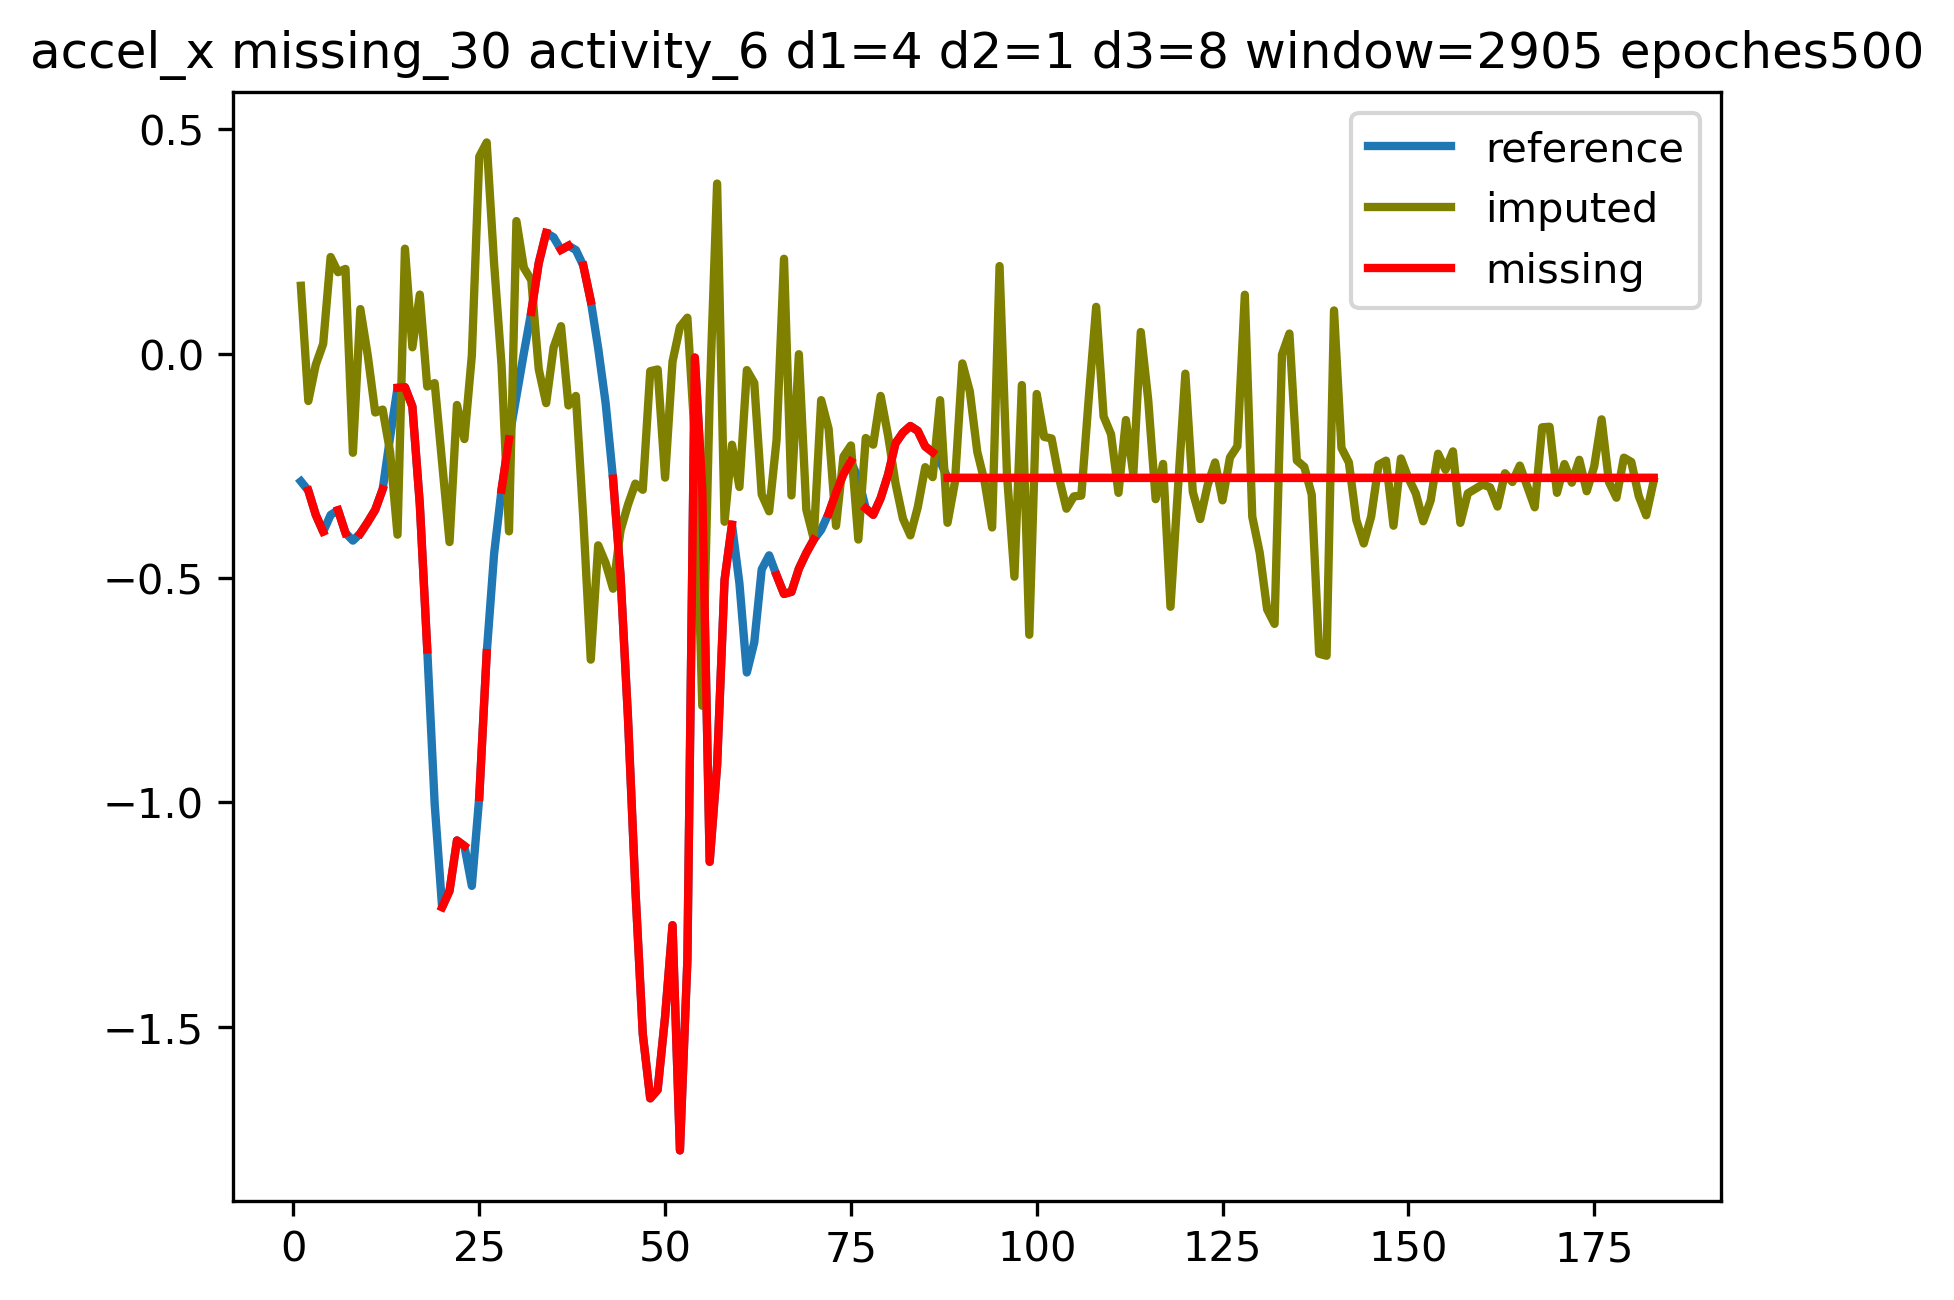 accel_x missing_30 activity_6 d1=4 d2=1 d3=8 window=2905 epoches500
reference
imputed
missing
0.5
0.0
−0.5
−1.0
−1.5
0 25 50 75 100 125 150 175